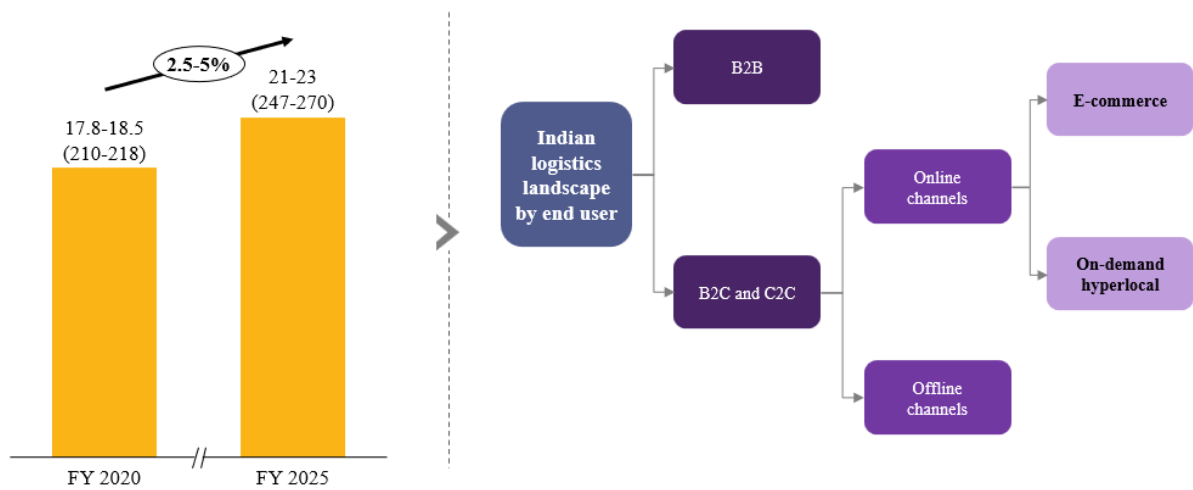 2.5-5%
17.8-18.5
(210-218)
21-23
(247-270)
FY 2020
FY 2025
Indian
logistics
landscape
by end user
B2B
B2C and C2C
Online
channels
Offline
channels
E-commerce
On-demand
hyperlocal